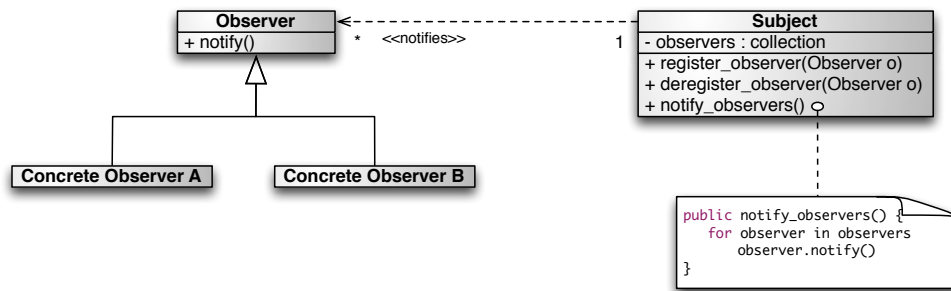 Observer
+ notify()
* <<notifies>> 1
Subject
- observers : collection
+ register_observer(Observer o)
+ deregister_observer(Observer o)
+ notify_observers()
Concrete Observer A
Concrete Observer B
public notify_observers() {
for observer in observers
observer.notify()
}